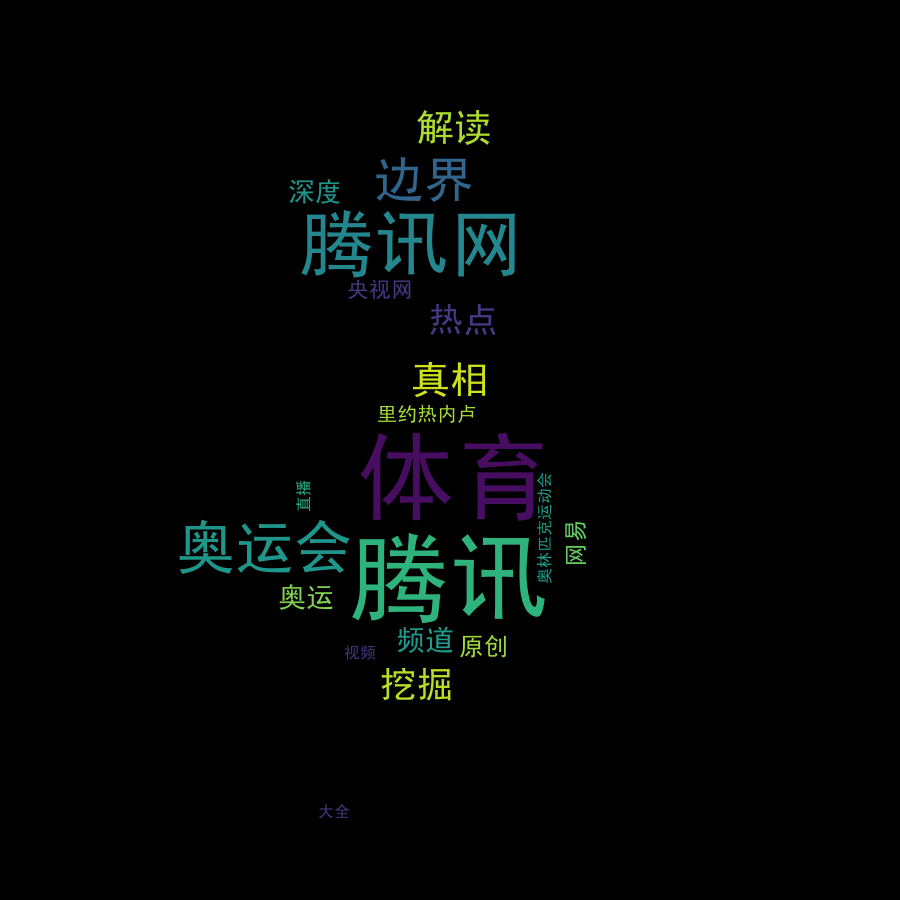 解读
边界
深度
腾讯网
央视网
热点
真相
里约热内卢
体育
直播
奥林匹克运动会
网易
奥运会
腾讯
奥运
频道
原创
视频
挖掘
大全